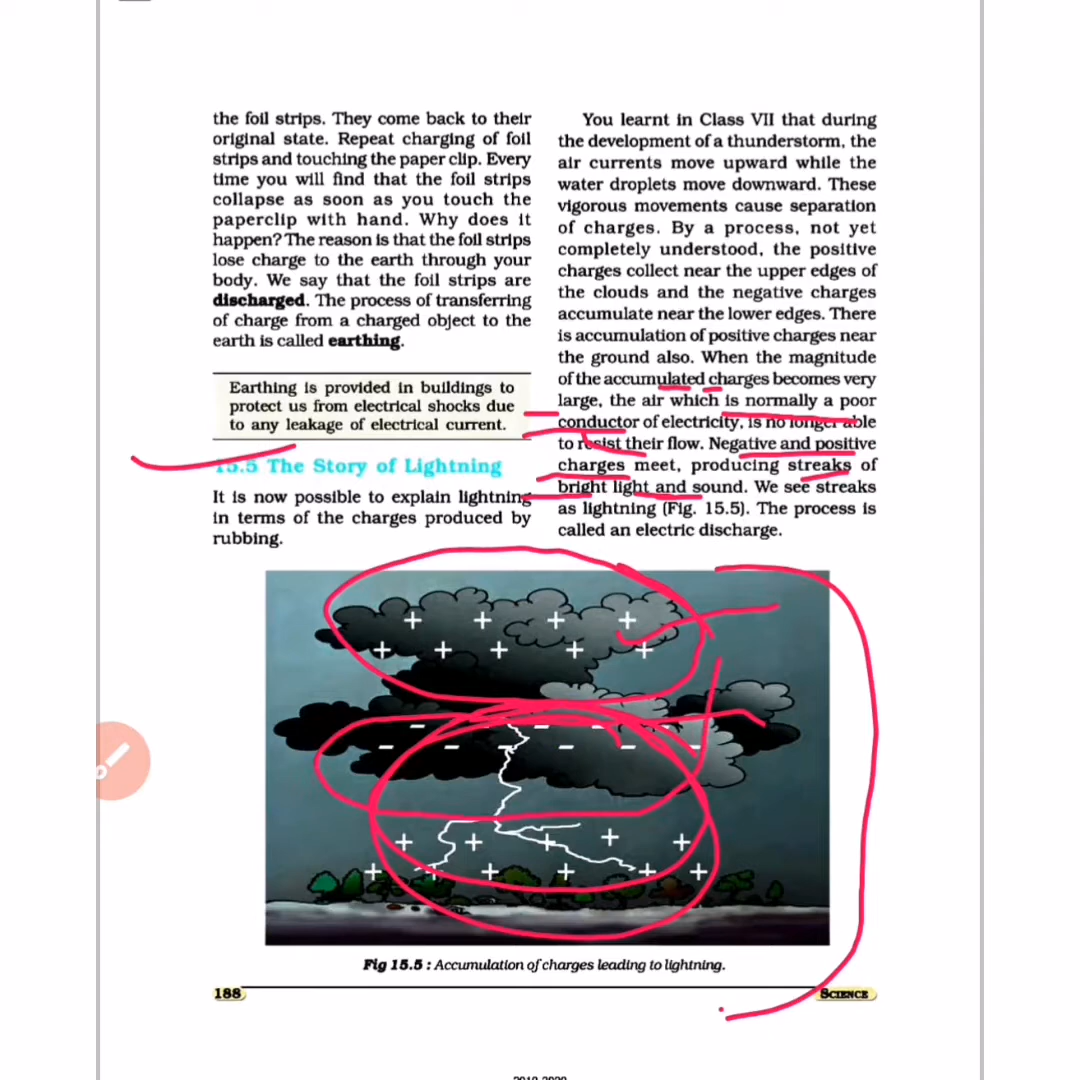 the foil strips. They come back to their
original state. Repeat charging of foil
strips and touching the paper clip. Every
time you will find that the foil strips
collapse as soon as you touch the
paperclip with hand. Why does it
happen? The reason is that the foil strips
lose charge to the earth through your
body. We say that the foil strips are
discharged. The process of transferring
of charge from a charged object to the
earth is called earthing.
Earthing is provided in buildings to
protect us from electrical shocks due
to any leakage of electrical current.
15.5 The Story of Lightning
It is now possible to explain lightning
in terms of the charges produced by
rubbing.
You learnt in Class VII that during
the development of a thunderstorm, the
air currents move upward while the
water droplets move downward. These
vigorous movements cause separation
of charges. By a process, not yet
completely understood, the positive
charges collect near the upper edges of
the clouds and the negative charges
accumulate near the lower edges. There
is accumulation of positive charges near
the ground also. When the magnitude
of the accumulated charges becomes very
large, the air which is normally a poor
conductor of electricity, is no longer able
to resist their flow. Negative and positive
charges meet, producing streaks of
bright light and sound. We see streaks
as lightning (Fig. 15.5). The process is
called an electric discharge.
Fig 15.5 : Accumulation of charges leading to lightning.
188
SCIENCE
2019-2020